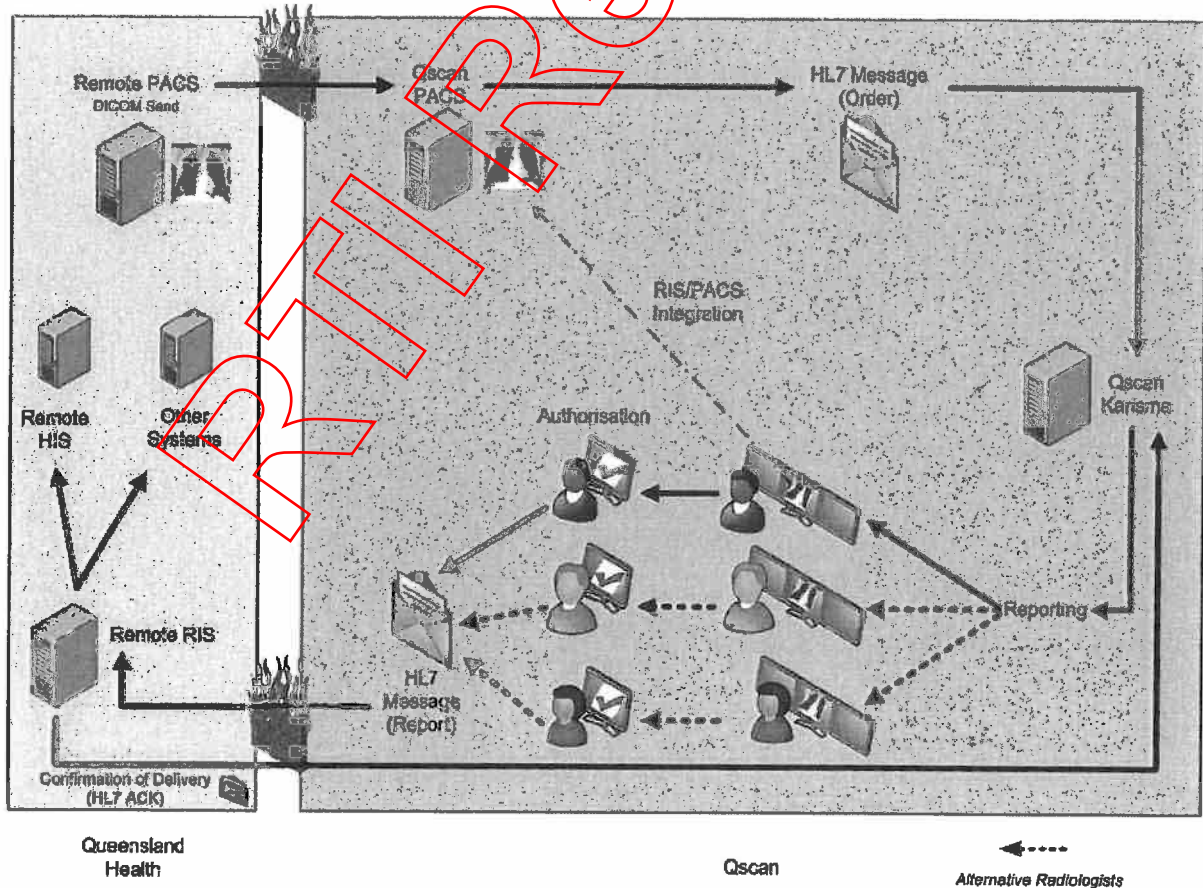 Remote PACS
DICOM Send
Qscan
PACS
HL7 Message
(Order)
RIS/PACS
Integration
Remote
HIS
Other
Systems
Authorisation
Qscan
Karisma
Reporting
Remote RIS
HL7
Message
(Report)
Confirmation of Delivery
(HL7 ACK)
Queensland
Health
Qscan
Alternative Radiologists
RTI R